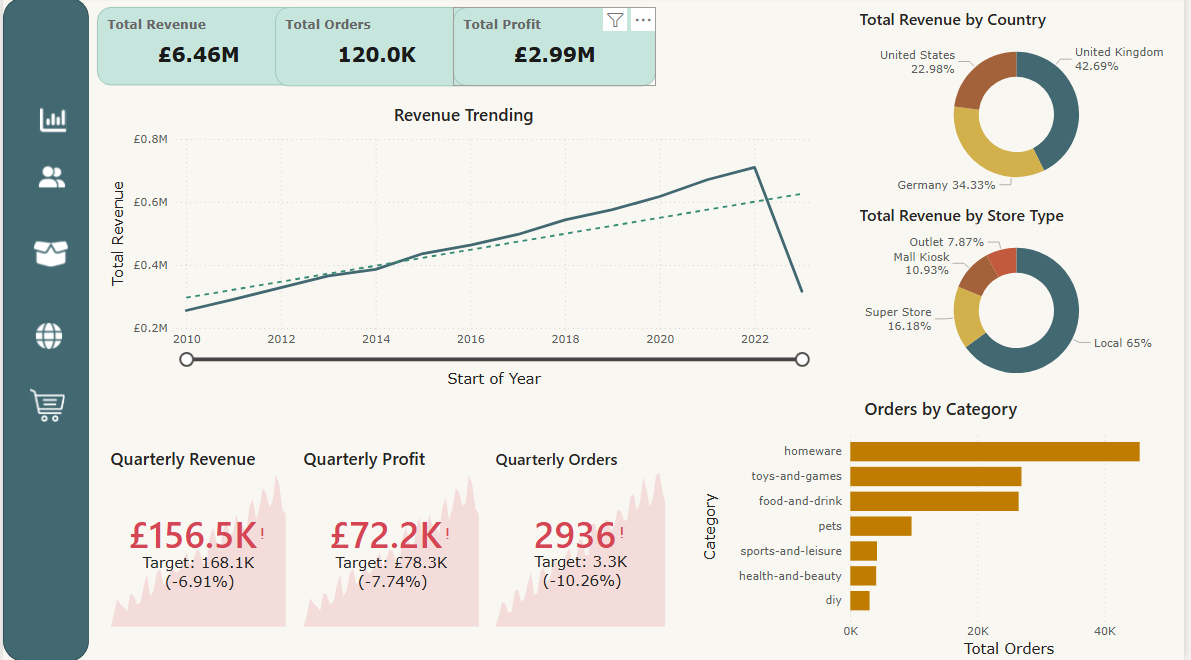 Total Revenue
£6.46M
Total Orders
120.0K
Total Profit
£2.99M
Revenue Trending
Total Revenue
£0.8M
£0.6M
£0.4M
£0.2M
2010 2012 2014 2016 2018 2020 2022
Start of Year
Total Revenue by Country
United States
22.98%
United Kingdom
42.69%
Germany 34.33%
Total Revenue by Store Type
Outlet 7.87%
Mall Kiosk
10.93%
Super Store
16.18%
Local 65%
Quarterly Revenue
£156.5K!
Target: 168.1K
(-6.91%)
Quarterly Profit
£72.2K!
Target: £78.3K
(-7.74%)
Quarterly Orders
2936!
Target: 3.3K
(-10.26%)
Orders by Category
Category
homeware
toys-and-games
food-and-drink
pets
sports-and-leisure
health-and-beauty
diy
0K 20K 40K
Total Orders